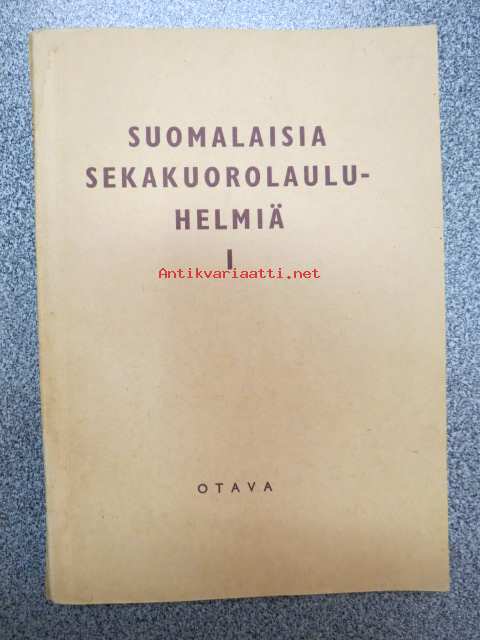 SUOMALAISIA
SEKAKUOROLAULU-
HELMIÄ
I
Antikvariaatti.net
OTAVA